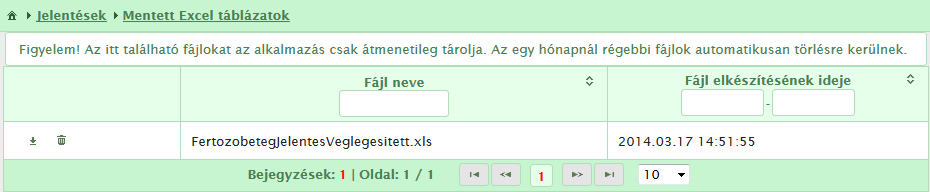 Jelentések Mentett Excel táblázatok
Figyelem! Az itt található fájlokat az alkalmazás csak átmenetileg tárolja. Az egy hónapnál régebbi fájlok automatikusan törlésre kerülnek.
Fájl neve Fájl elkészítésének ideje
-
FertozobetegJelentesVeglegesitett.xls 2014.03.17 14:51:55
Bejegyzések: 1 | Oldal: 1 / 1 1 10